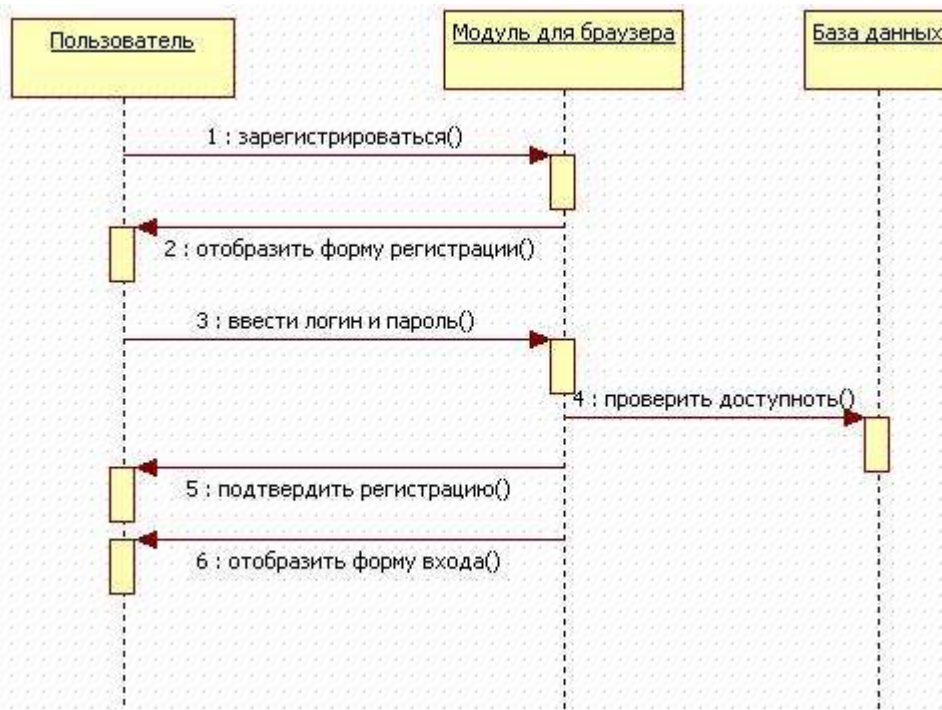 Пользователь
Модуль для браузера
База данных
1 : зарегистрироваться()
2 : отобразить форму регистрации()
3 : ввести логин и пароль()
4 : проверить доступноть()
5 : подтвердить регистрацию()
6 : отобразить форму входа()